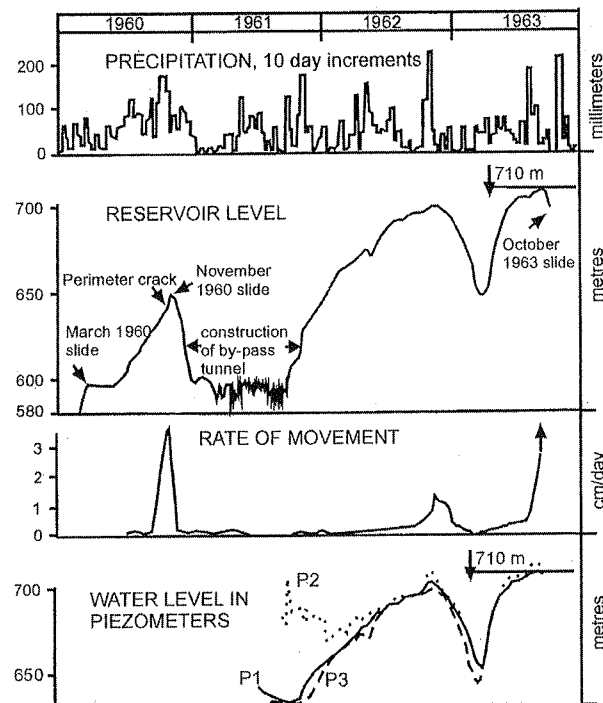 1960 1961 1962 1963
PRECIPITATION, 10 day increments
200
100
0
millimeters
710 m
700
RESERVOIR LEVEL
Perimeter crack
November
1960 slide
October
1963 slide
650
March 1960
slide
construction
of by-pass
tunnel
600
580
metres
RATE OF MOVEMENT
3
2
1
0
cm/day
710 m
700
P2
WATER LEVEL IN
PIEZOMETERS
650
P1
P3
metres